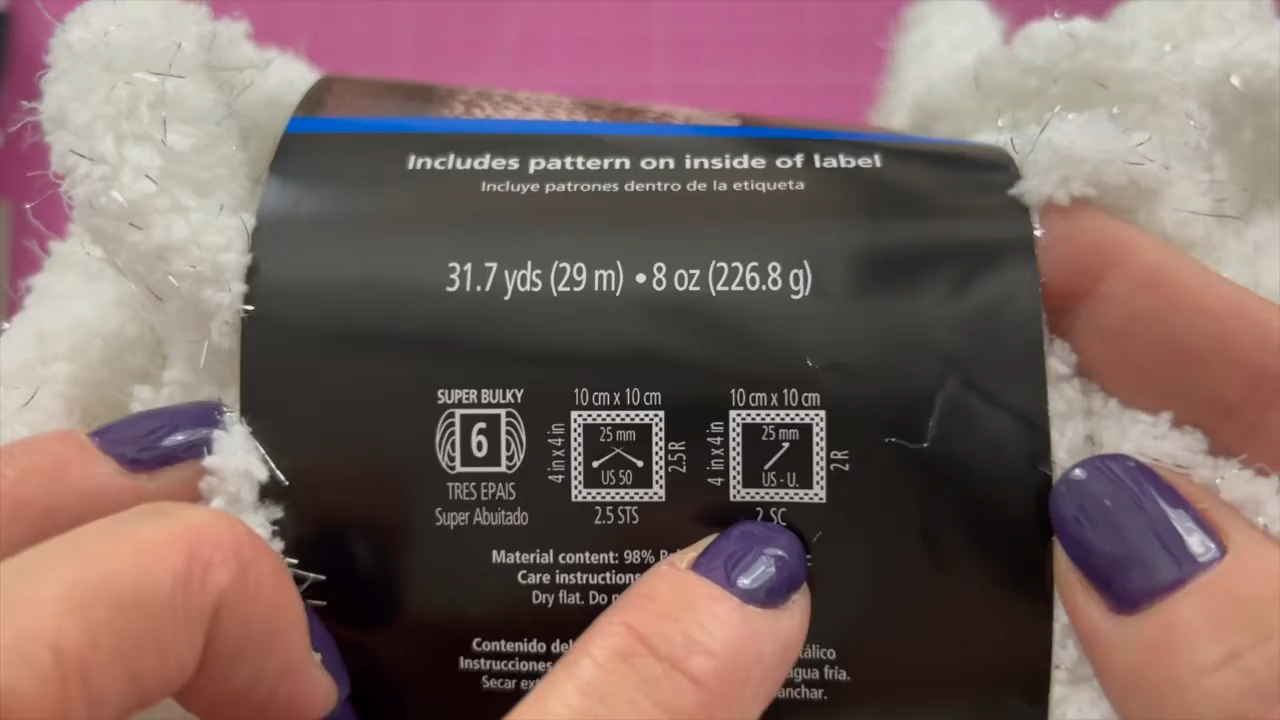 Includes pattern on inside of label
Incluye patrones dentro de la etiqueta
31.7 yds (29 m) • 8 oz (226.8 g)
SUPER BULKY
6
TRES EPAIS
Super Abuitado
10 cm x 10 cm
4 in x 4 in
25 mm
US 50
2.5 R
2.5 STS
10 cm x 10 cm
4 in x 4 in
25 mm
US - U.
2 R
2 SC
Material content: 98%
Care instructions
Dry flat. Do
Contenido del
Instrucciones
agua fría.
Secar